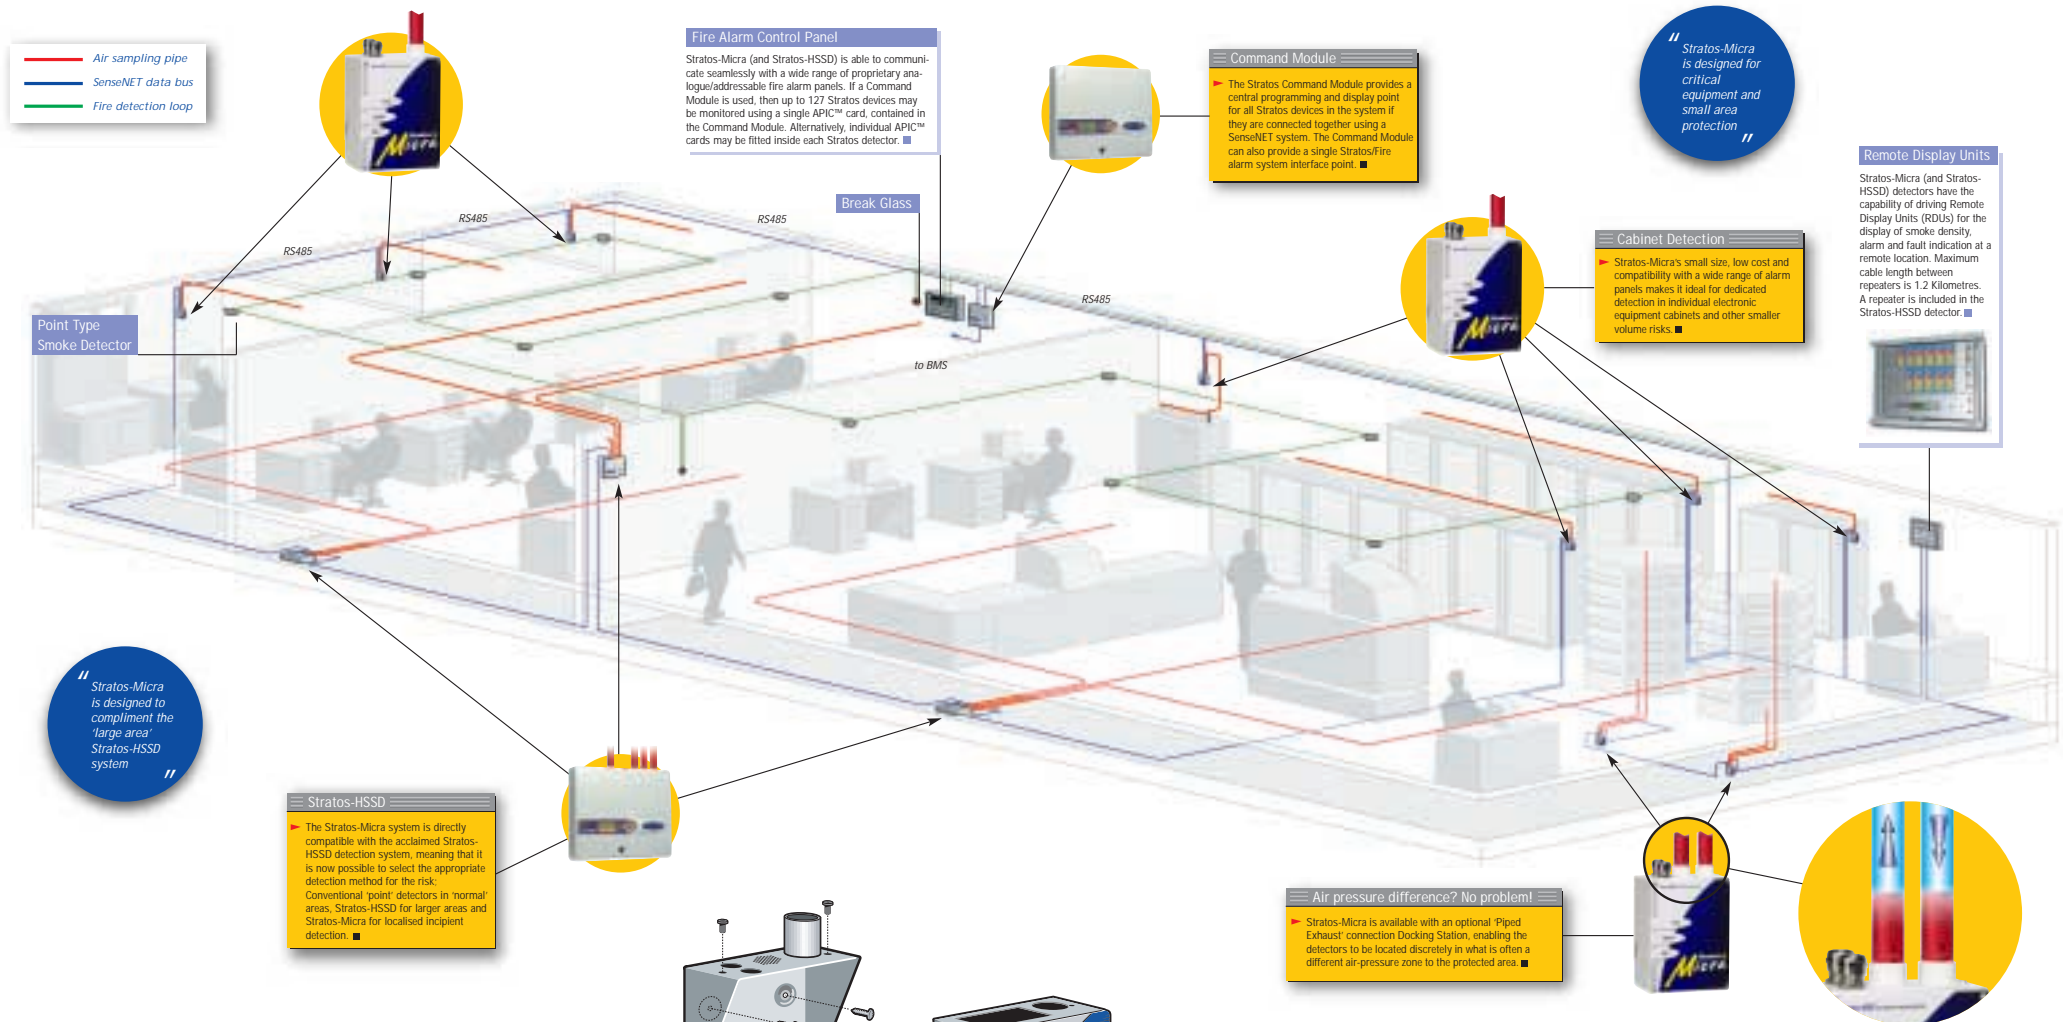 Air sampling pipe
SenseNET data bus
Fire detection loop
Micra
Fire Alarm Control Panel
Stratos-Micra (and Stratos-HSSD) is able to communi-
cate seamlessly with a wide range of proprietary ana-
logue/addressable fire alarm panels. If a Command
Module is used, then up to 127 Stratos devices may
be monitored using a single APIC™ card, contained in
the Command Module. Alternatively, individual APIC™
cards may be fitted inside each Stratos detector.
Command Module
The Stratos Command Module provides a
central programming and display point
for all Stratos devices in the system if
they are connected together using a
SenseNET system. The Command Module
can also provide a single Stratos/Fire
alarm system interface point.
"
Stratos-Micra
is designed for
critical
equipment and
small area
protection
"
Remote Display Units
Stratos-Micra (and Stratos-
HSSD) detectors have the
capability of driving Remote
Display Units (RDUs) for the
display of smoke density,
alarm and fault indication at a
remote location. Maximum
cable length between
repeaters is 1.2 Kilometres.
A repeater is included in the
Stratos-HSSD detector.
Break Glass
RS485
RS485
RS485
RS485
Cabinet Detection
Stratos-Micra's small size, low cost and
compatibility with a wide range of alarm
panels makes it ideal for dedicated
detection in individual electronic
equipment cabinets and other smaller
volume risks.
Micra
Point Type
Smoke Detector
to BMS
"
Stratos-Micra
is designed to
compliment the
'large area'
Stratos-HSSD
system
"
Stratos-HSSD
The Stratos-Micra system is directly
compatible with the acclaimed Stratos-
HSSD detection system, meaning that it
is now possible to select the appropriate
detection method for the risk;
Conventional 'point' detectors in 'normal'
areas, Stratos-HSSD for larger areas and
Stratos-Micra for localised incipient
detection.
Air pressure difference? No problem!
Stratos-Micra is available with an optional 'Piped
Exhaust' connection Docking Station, enabling the
detectors to be located discretely in what is often a
different air-pressure zone to the protected area.
Micra